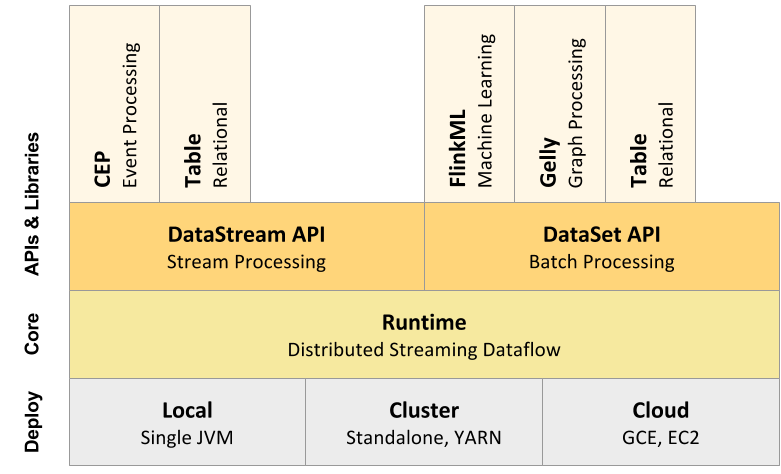 CEP
Event Processing
Table
Relational
FlinkML
Machine Learning
Gelly
Graph Processing
Table
Relational
APIs & Libraries
DataStream API
Stream Processing
DataSet API
Batch Processing
Core
Runtime
Distributed Streaming Dataflow
Deploy
Local
Single JVM
Cluster
Standalone, YARN
Cloud
GCE, EC2